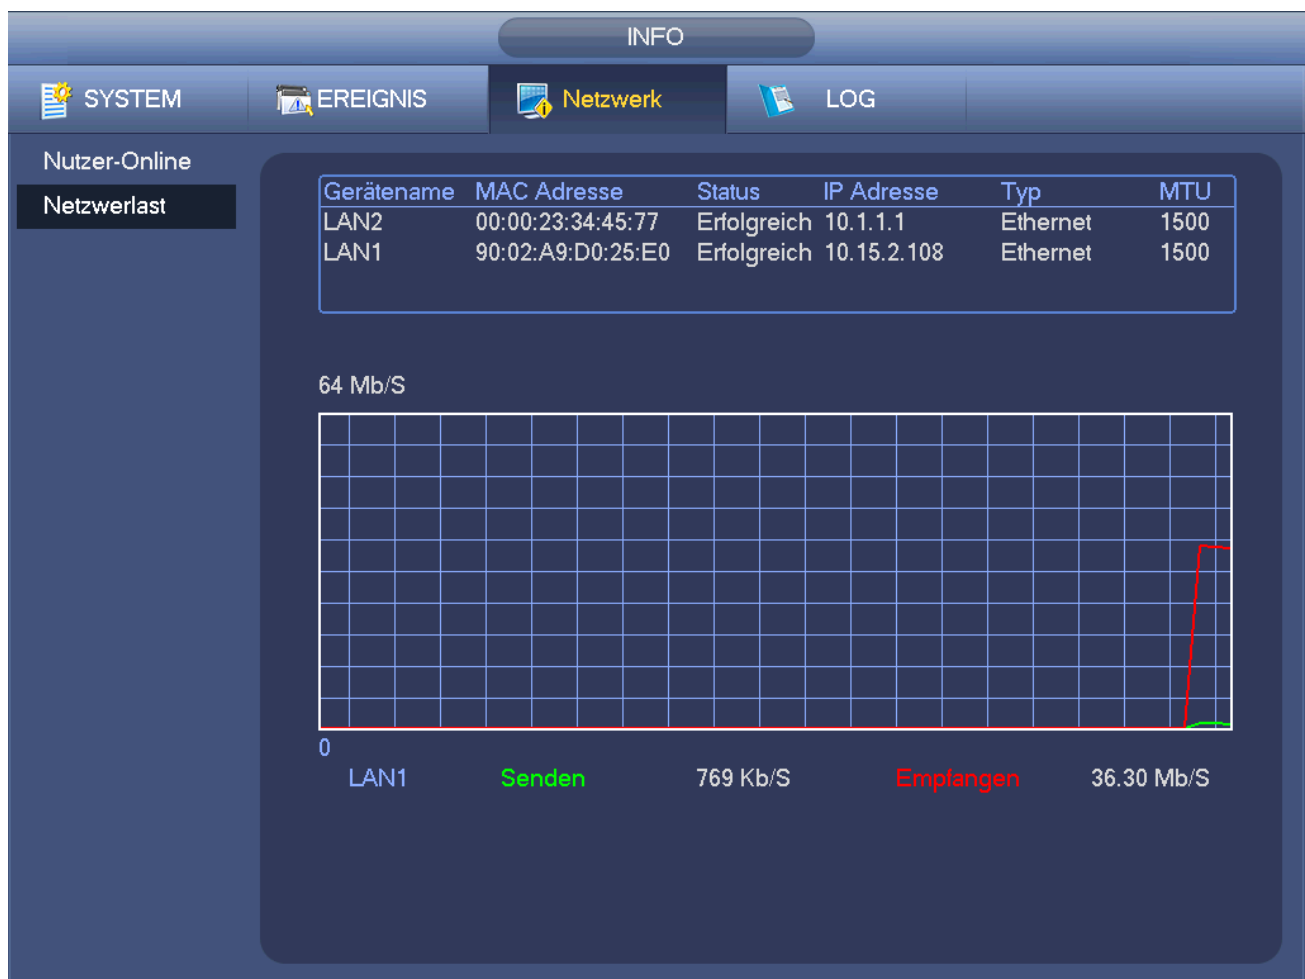 INFO
SYSTEM EREIGNIS Netzwerk LOG
Nutzer-Online
Netzwerlast
Gerätename MAC Adresse Status IP Adresse Typ MTU
LAN2 00:00:23:34:45:77 Erfolgreich 10.1.1.1 Ethernet 1500
LAN1 90:02:A9:D0:25:E0 Erfolgreich 10.15.2.108 Ethernet 1500
64 Mb/S
0
LAN1 Senden 769 Kb/S Empfangen 36.30 Mb/S